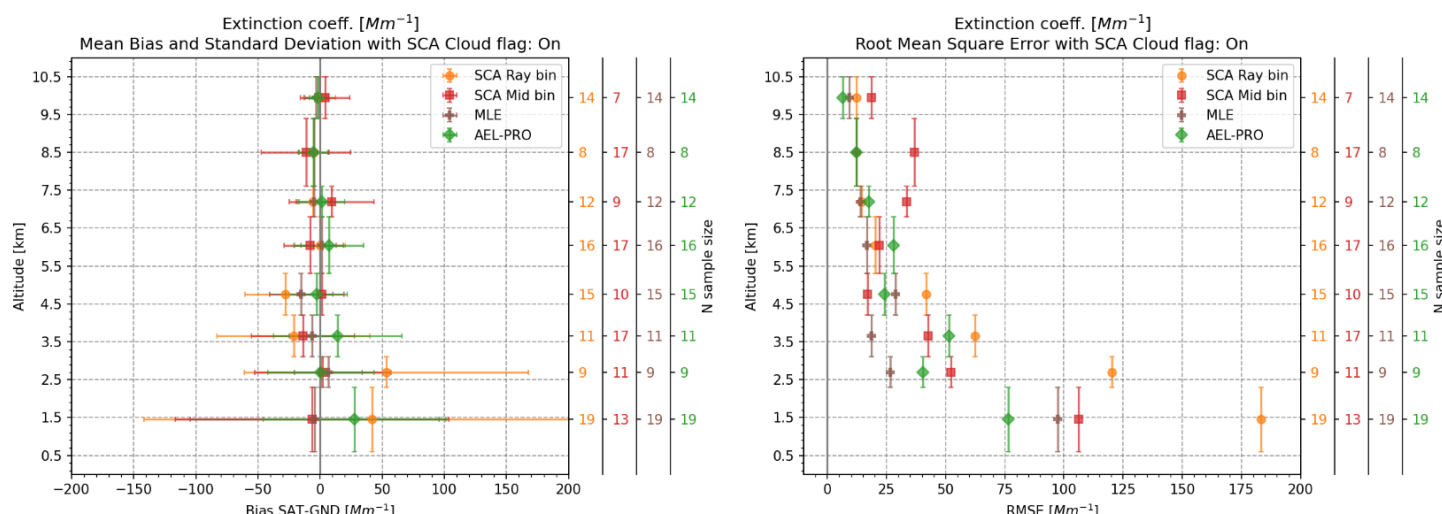 Extinction coeff. [Mm⁻¹]
Mean Bias and Standard Deviation with SCA Cloud flag: On
SCA Ray bin
SCA Mid bin
MLE
AEL-PRO
Altitude [km]
10.5
9.5
8.5
7.5
6.5
5.5
4.5
3.5
2.5
1.5
0.5
−200 −150 −100 −50 0 50 100 150 200
Bias SAT-GND [Mm⁻¹]
14 7 14 14
8 17 8 8
12 9 12 12
16 17 16 16
15 10 15 15
11 17 11 11
9 11 9 9
19 13 19 19
N sample size
Extinction coeff. [Mm⁻¹]
Root Mean Square Error with SCA Cloud flag: On
SCA Ray bin
SCA Mid bin
MLE
AEL-PRO
Altitude [km]
10.5
9.5
8.5
7.5
6.5
5.5
4.5
3.5
2.5
1.5
0.5
0 25 50 75 100 125 150 175 200
RMSE [Mm⁻¹]
14 7 14 14
8 17 8 8
12 9 12 12
16 17 16 16
15 10 15 15
11 17 11 11
9 11 9 9
19 13 19 19
N sample size